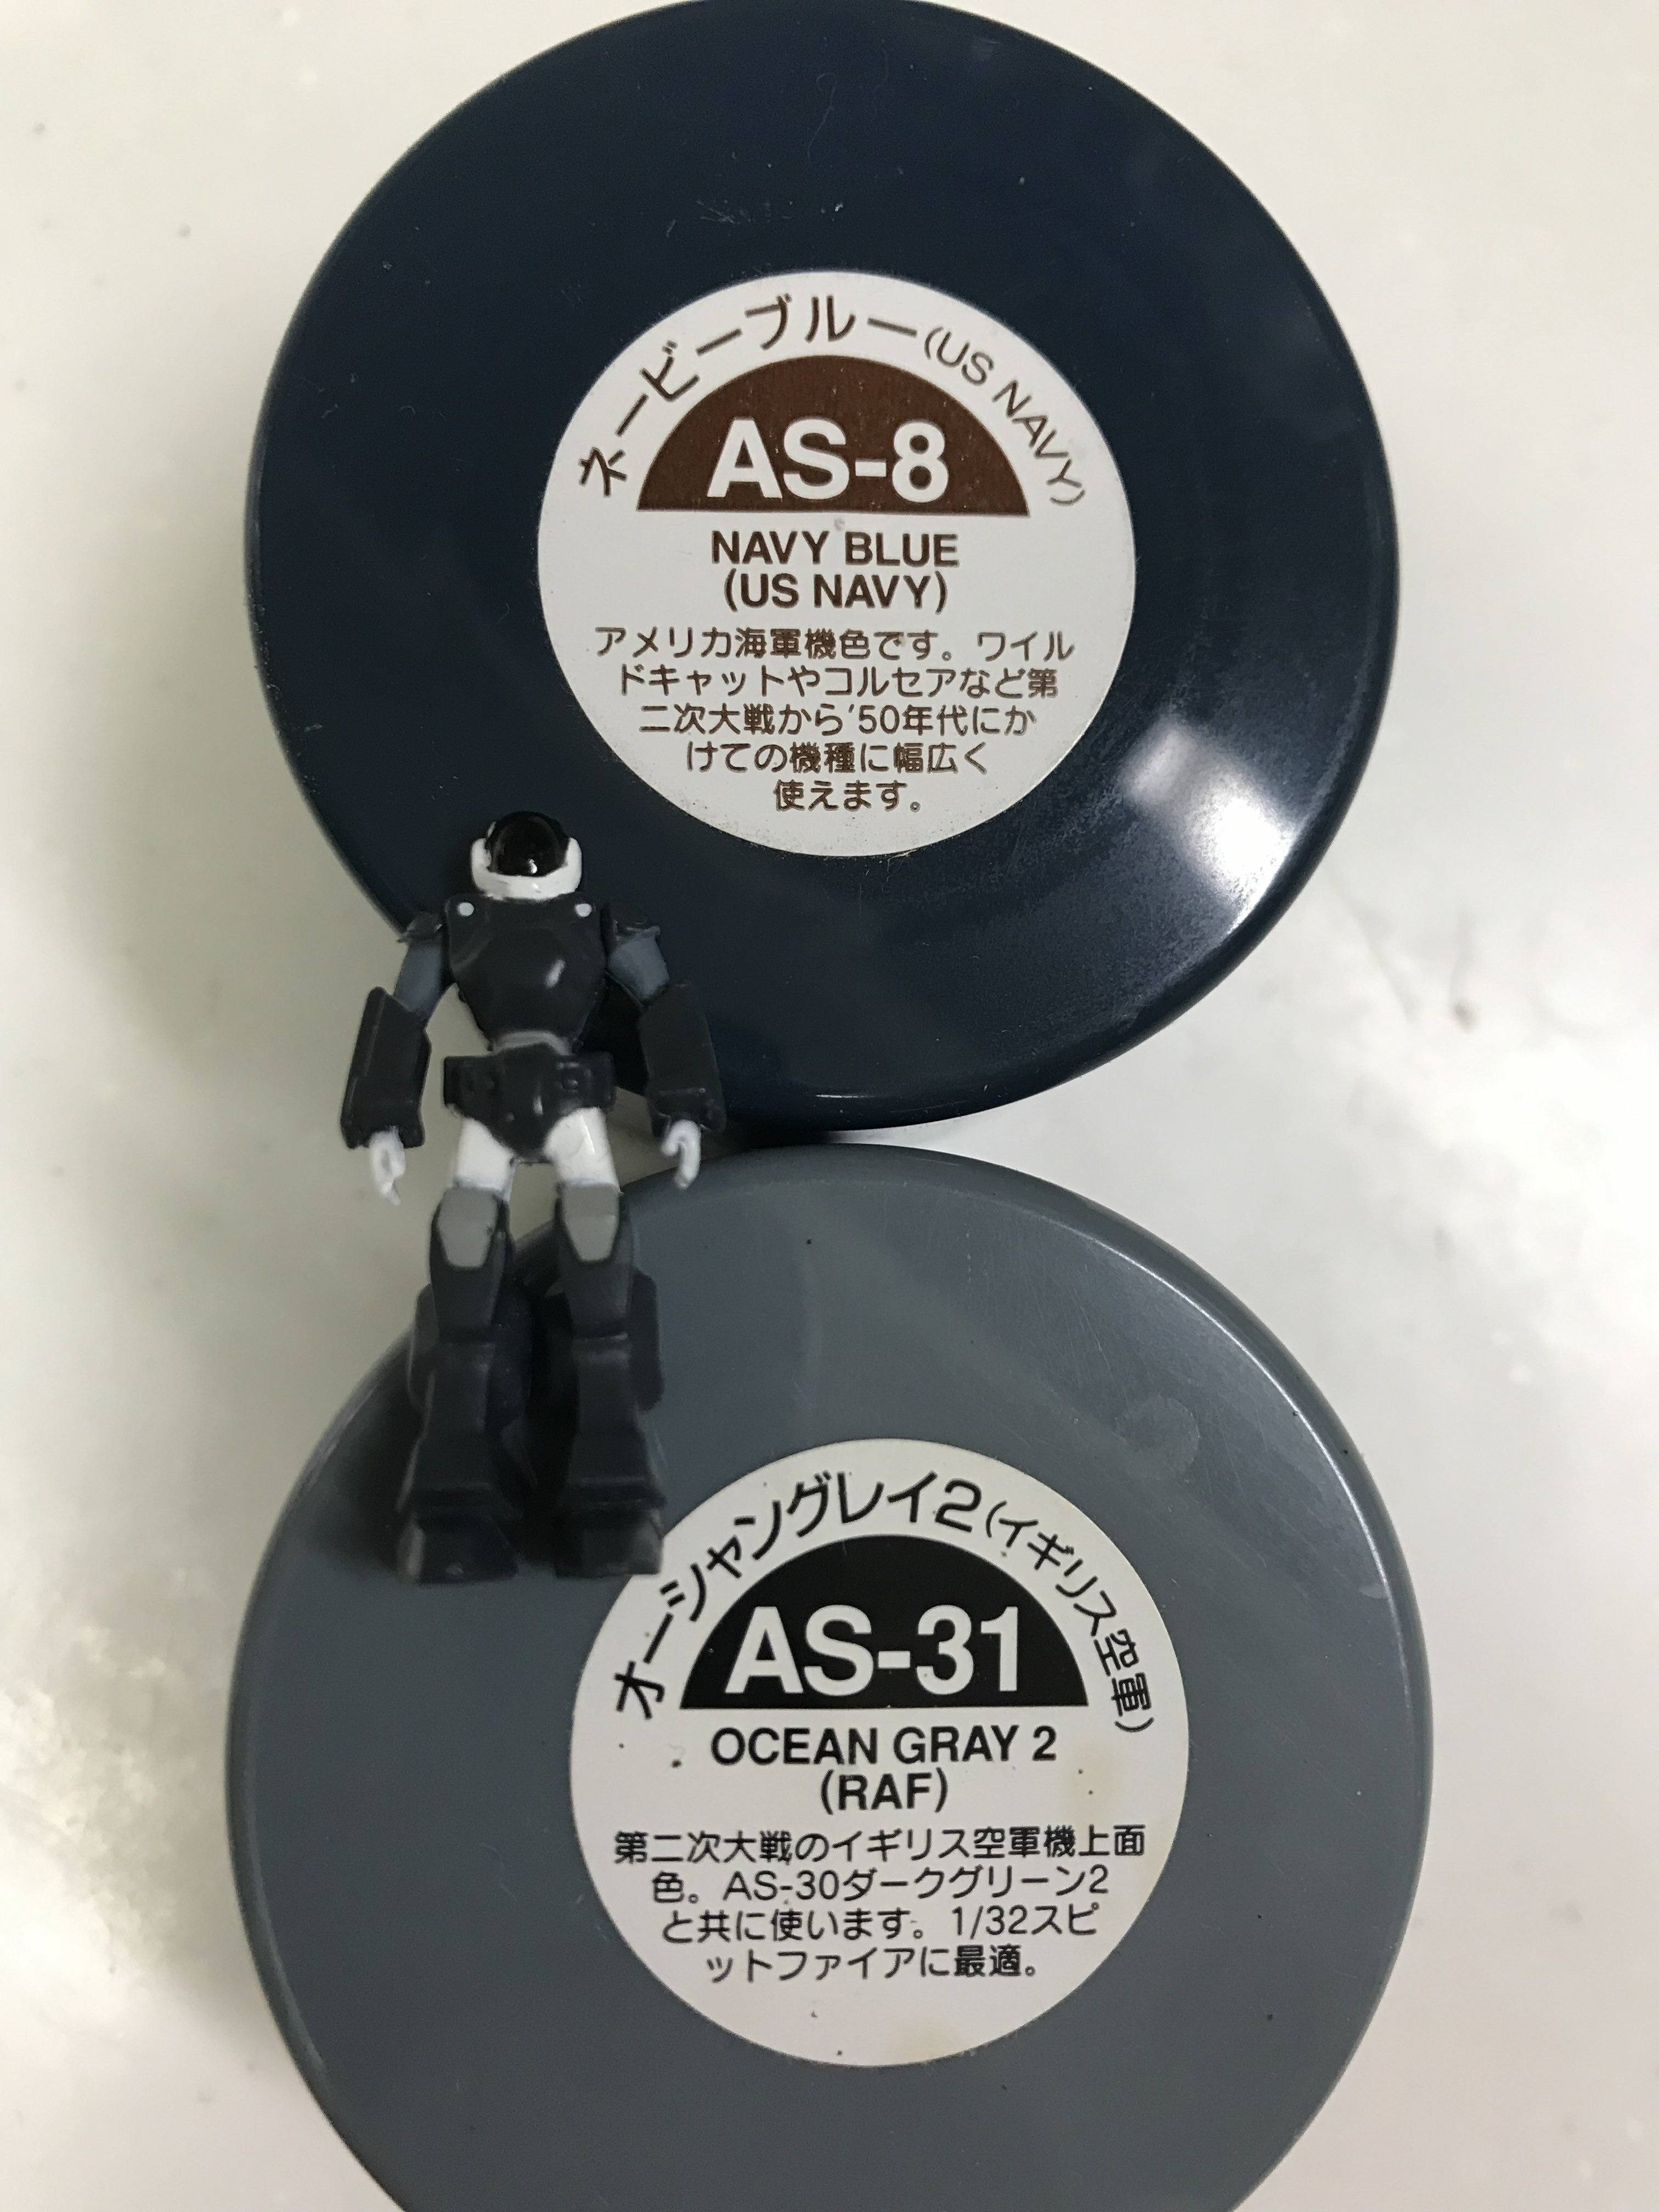 ネービーブルー(US NAVY)
AS-8
NAVY BLUE
(US NAVY)
アメリカ海軍機色です。ワイル
ドキャットやコルセアなど第
二次大戦から'50年代にか
けての機種に幅広く
使えます。
オーシャングレイ2(イギリス空軍)
AS-31
OCEAN GRAY 2
(RAF)
第二次大戦のイギリス空軍機上面
色。AS-30ダークグリーン2
と共に使います。1/32スピ
ットファイアに最適。